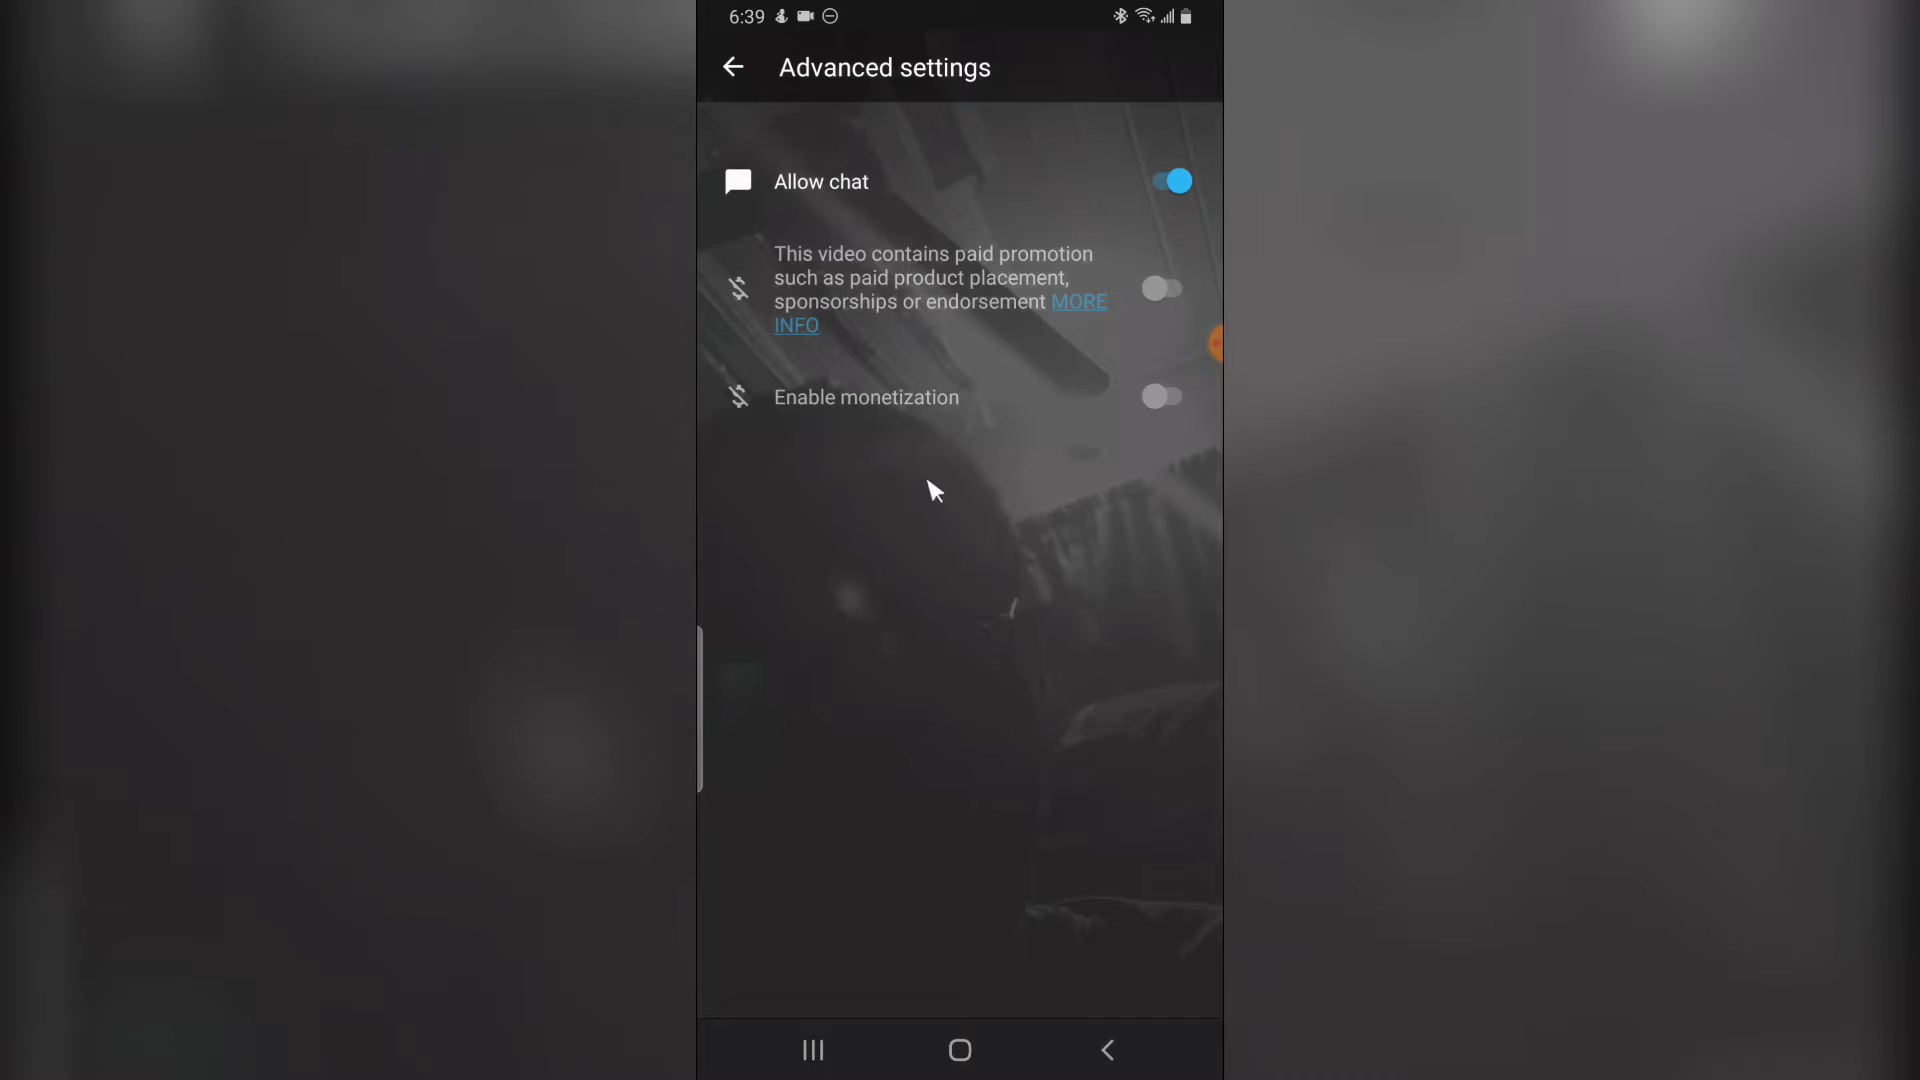 6:39
Advanced settings
Allow chat
This video contains paid promotion
such as paid product placement,
sponsorships or endorsement MORE
INFO
Enable monetization